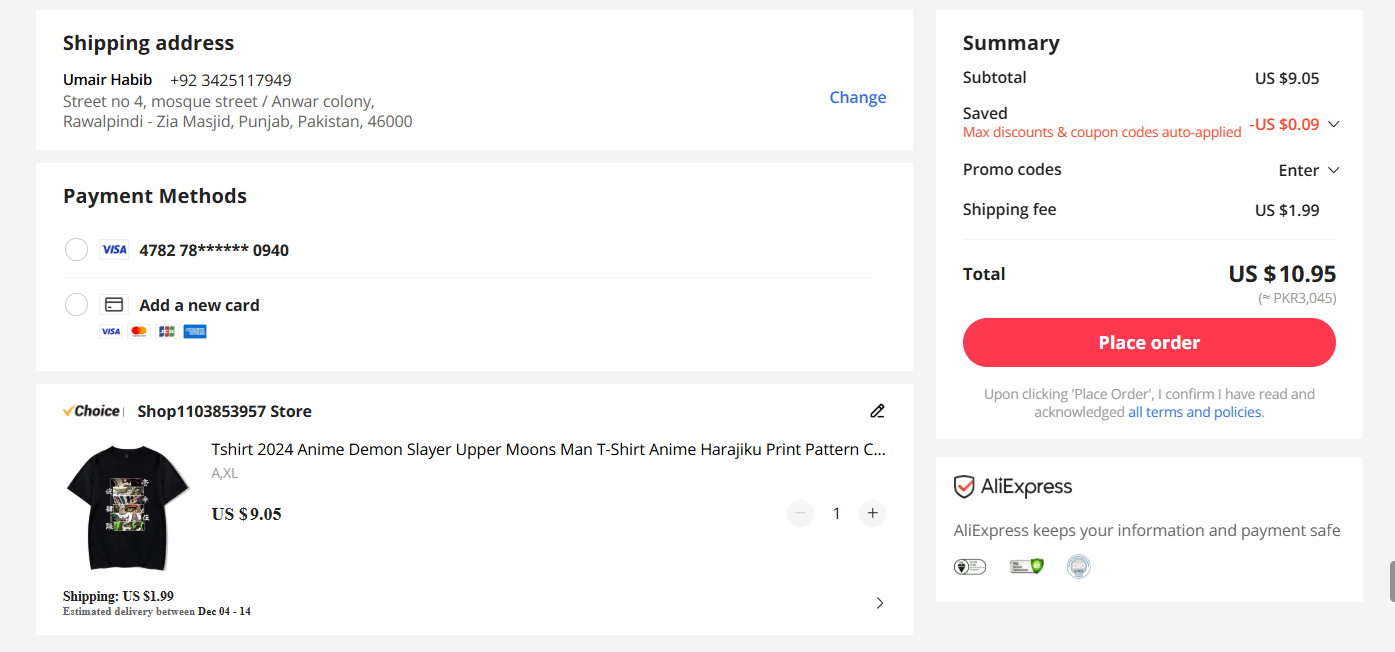 Shipping address
Umair Habib +92 3425117949
Street no 4, mosque street / Anwar colony,
Rawalpindi - Zia Masjid, Punjab, Pakistan, 46000
Change
Payment Methods
VISA 4782 78****** 0940
Add a new card
VISA
Choice Shop1103853957 Store
Tshirt 2024 Anime Demon Slayer Upper Moons Man T-Shirt Anime Harajiku Print Pattern C...
A,XL
US $9.05
1
Shipping: US $1.99
Estimated delivery between Dec 04 - 14
Summary
Subtotal US $9.05
Saved
Max discounts & coupon codes auto-applied -US $0.09
Promo codes Enter
Shipping fee US $1.99
Total US $10.95
(≈ PKR3,045)
Place order
Upon clicking 'Place Order', I confirm I have read and
acknowledged all terms and policies.
AliExpress
AliExpress keeps your information and payment safe